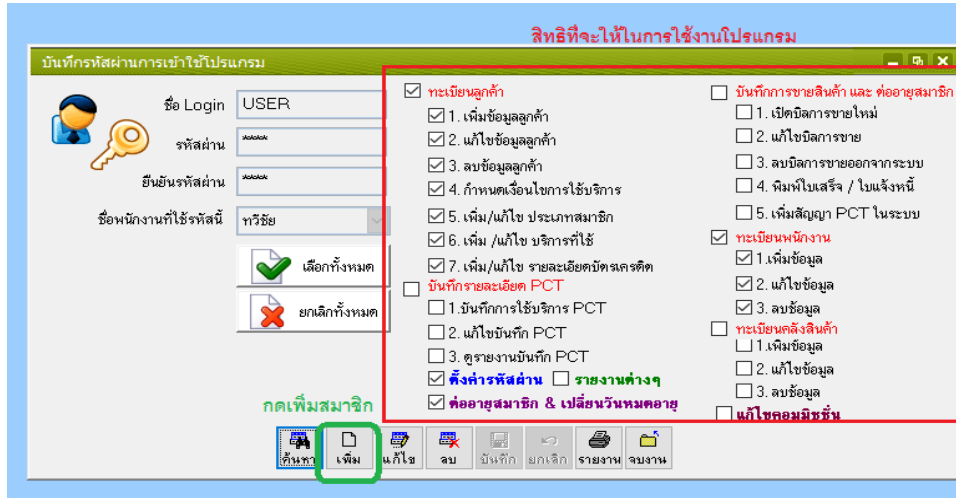 สิทธิที่จะให้ในการใช้งานโปรแกรม
บันทึกรหัสผ่านการเข้าใช้โปรแกรม
ชื่อ Login USER
รหัสผ่าน *****
ยืนยันรหัสผ่าน *****
ชื่อพนักงานที่ใช้รหัสนี้ ทวีชัย
เลือกทั้งหมด
ยกเลิกทั้งหมด
ทะเบียนลูกค้า
1. เพิ่มข้อมูลลูกค้า
2. แก้ไขข้อมูลลูกค้า
3. ลบข้อมูลลูกค้า
4. กำหนดเงื่อนไขการใช้บริการ
5. เพิ่ม/แก้ไข ประเภทสมาชิก
6. เพิ่ม /แก้ไข บริการที่ใช้
7. เพิ่ม/แก้ไข รายละเอียดบัตรเครดิต
บันทึกรายละเอียด PCT
1.บันทึกการใช้บริการ PCT
2. แก้ไขบันทึก PCT
3. ดูรายงานบันทึก PCT
ตั้งค่ารหัสผ่าน รายงานต่างๆ
ต่ออายุสมาชิก & เปลี่ยนวันหมดอายุ
บันทึกการขายสินค้า และ ต่ออายุสมาชิก
1. เปิดบิลการขายใหม่
2. แก้ไขบิลการขาย
3. ลบบิลการขายออกจากระบบ
4. พิมพ์ใบเสร็จ / ใบแจ้งหนี้
5. เพิ่มสัญญา PCT ในระบบ
ทะเบียนพนักงาน
1.เพิ่มข้อมูล
2. แก้ไขข้อมูล
3. ลบข้อมูล
ทะเบียนคลังสินค้า
1.เพิ่มข้อมูล
2. แก้ไขข้อมูล
3. ลบข้อมูล
แก้ไขคอมมิชชั่น
กดเพิ่มสมาชิก
ค้นหา เพิ่ม แก้ไข ลบ บันทึก ยกเลิก รายงาน จบงาน